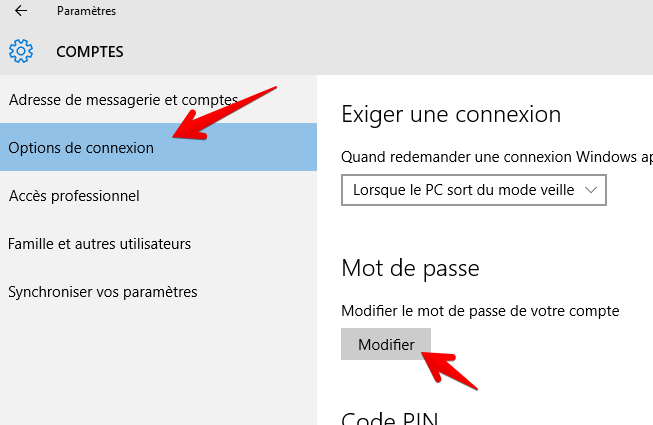 Paramètres
COMPTES
Adresse de messagerie et comptes
Options de connexion
Accès professionnel
Famille et autres utilisateurs
Synchroniser vos paramètres
Exiger une connexion
Quand redemander une connexion Windows ap
Lorsque le PC sort du mode veille
Mot de passe
Modifier le mot de passe de votre compte
Modifier
Code PIN